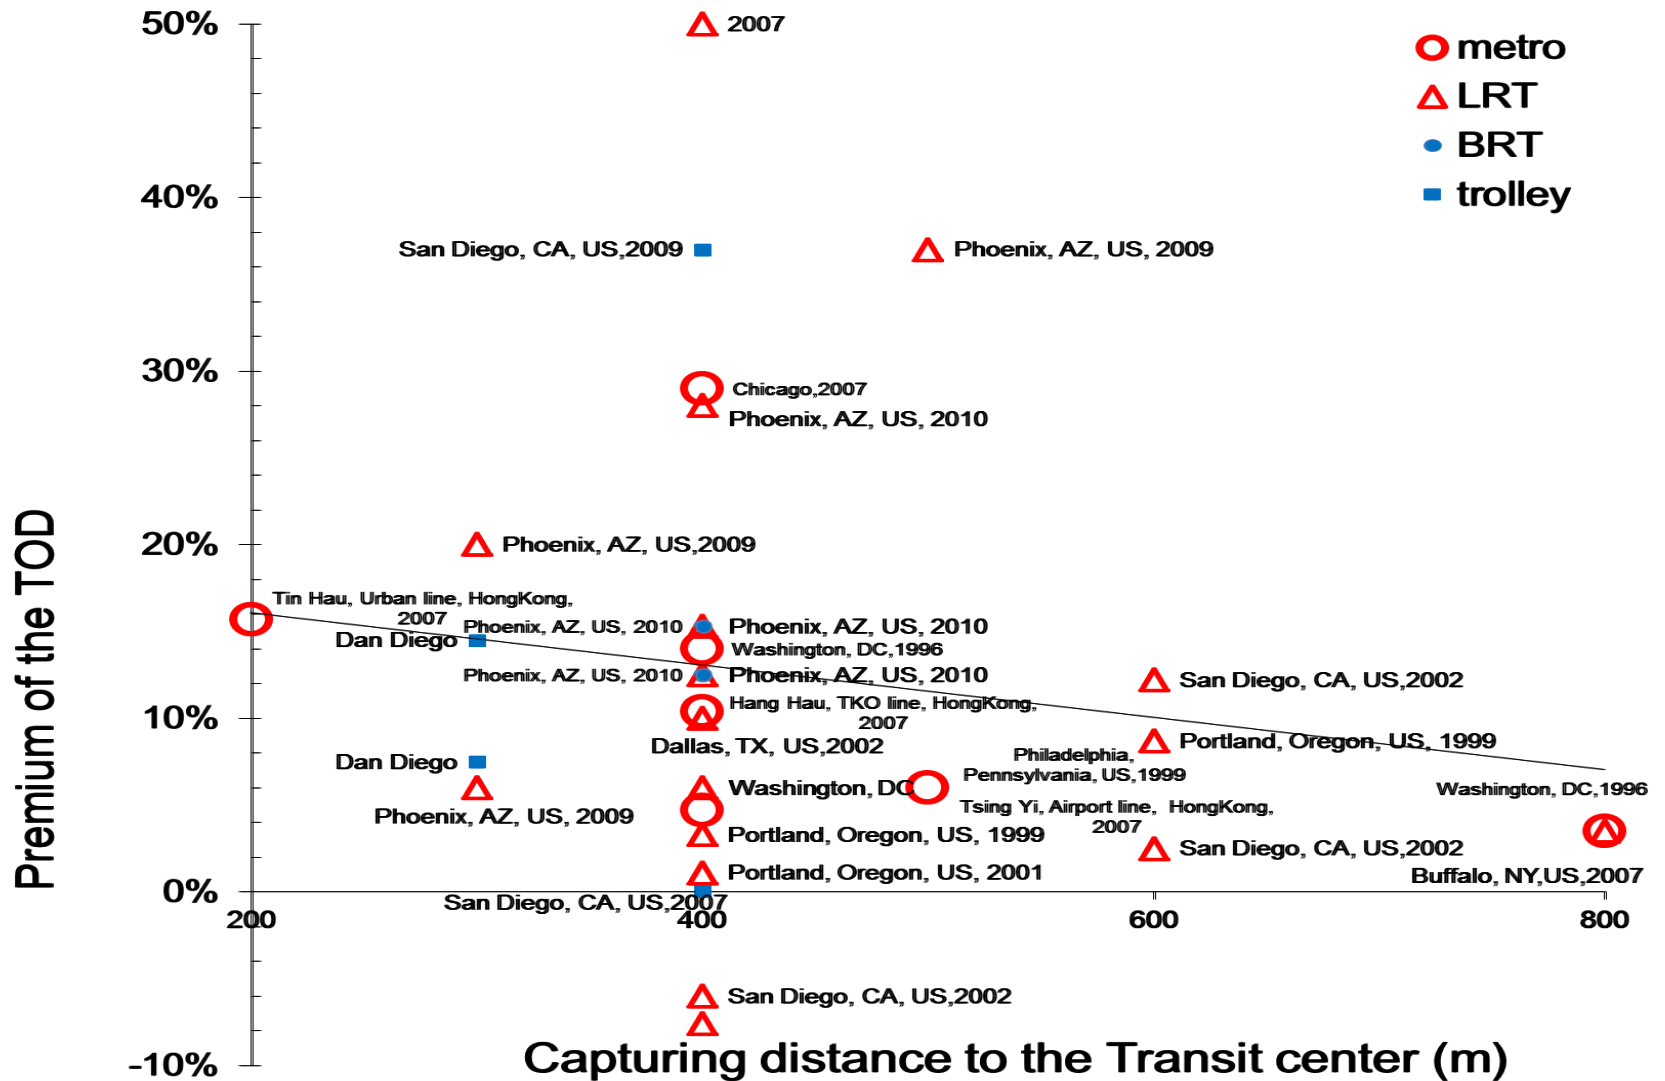 50%
2007
metro
LRT
BRT
trolley
40%
San Diego, CA, US,2009
Phoenix, AZ, US, 2009
30%
Chicago,2007
Phoenix, AZ, US, 2010
20%
Phoenix, AZ, US,2009
Tin Hau, Urban line, HongKong,
2007
Phoenix, AZ, US, 2010
Phoenix, AZ, US, 2010
Dan Diego
Washington, DC,1996
Phoenix, AZ, US, 2010
Phoenix, AZ, US, 2010
San Diego, CA, US,2002
10%
Hang Hau, TKO line, HongKong,
2007
Dallas, TX, US,2002
Portland, Oregon, US, 1999
Dan Diego
Philadelphia,
Pennsylvania, US,1999
Washington, DC
Washington, DC,1996
Phoenix, AZ, US, 2009
Tsing Yi, Airport line, HongKong,
2007
Portland, Oregon, US, 1999
San Diego, CA, US,2002
Portland, Oregon, US, 2001
Buffalo, NY,US,2007
0%
San Diego, CA, US,2007
200
400
600
800
San Diego, CA, US,2002
-10%
Capturing distance to the Transit center (m)
Premium of the TOD